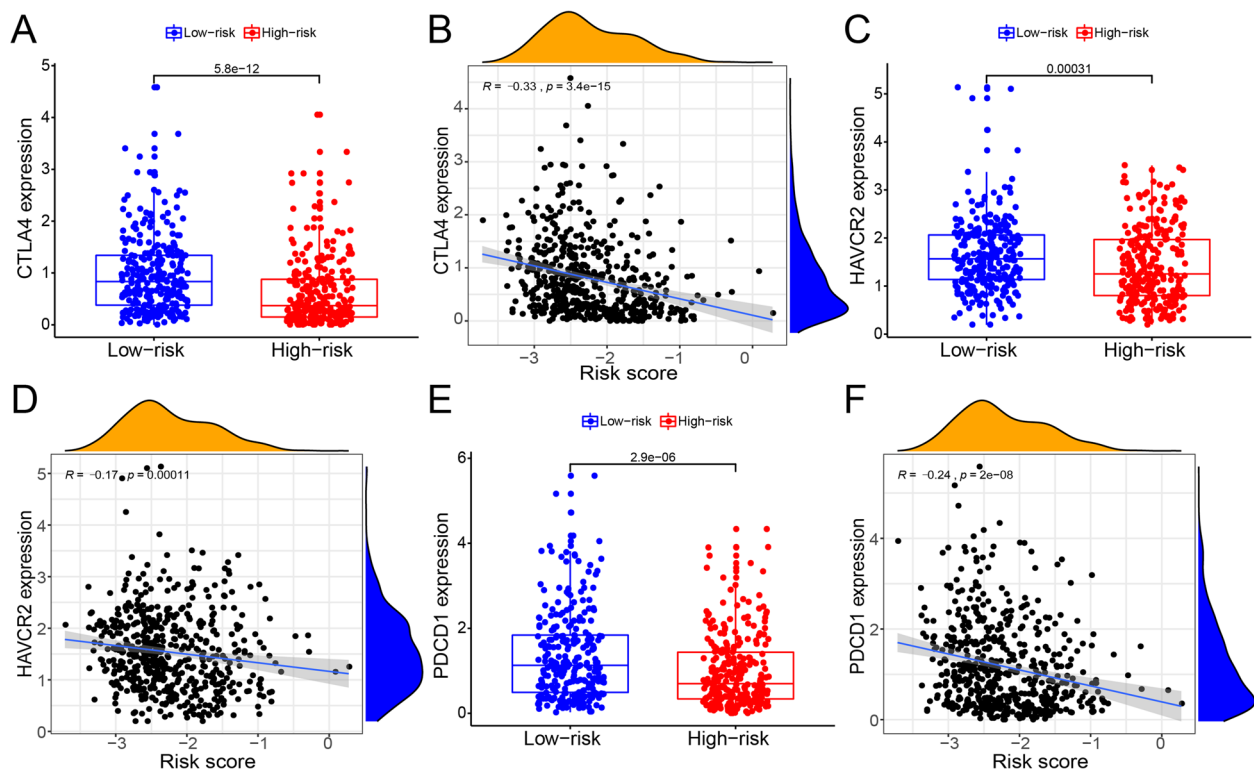 A
Low-risk High-risk
5.8e-12
CTLA4 expression
5
4
3
2
1
0
Low-risk High-risk
B
R = -0.33 , p = 3.4e-15
CTLA4 expression
4
3
2
1
0
-3 -2 -1 0
Risk score
C
Low-risk High-risk
0.00031
HAVCR2 expression
5
4
3
2
1
0
Low-risk High-risk
D
R = -0.17 , p = 0.00011
HAVCR2 expression
5
4
3
2
1
0
-3 -2 -1 0
Risk score
E
Low-risk High-risk
2.9e-06
PDCD1 expression
6
4
2
0
Low-risk High-risk
F
R = -0.24 , p = 2e-08
PDCD1 expression
4
2
0
-3 -2 -1 0
Risk score